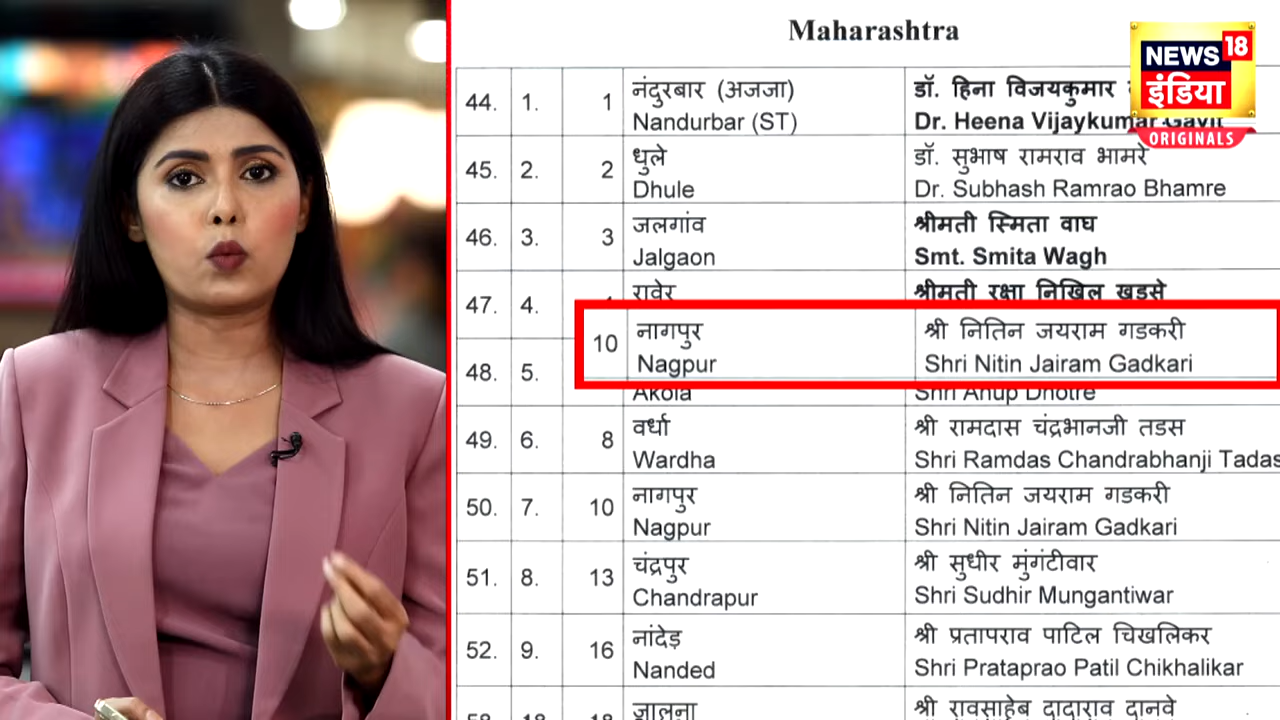 Maharashtra
NEWS 18
इंडिया
ORIGINALS
44. 1. 1 नंदुरबार (अजजा) डॉ. हिना विजयकुमार
Nandurbar (ST) Dr. Heena Vijaykumar Gavit
45. 2. 2 धुले डॉ. सुभाष रामराव भामरे
Dhule Dr. Subhash Ramrao Bhamre
46. 3. 3 जलगांव श्रीमती स्मिता वाघ
Jalgaon Smt. Smita Wagh
47. 4. रावेर श्रीमती रक्षा निखिल खडसे
10 नागपुर श्री नितिन जयराम गडकरी
Nagpur Shri Nitin Jairam Gadkari
48. 5. Akola Shri Anup Dhotre
49. 6. 8 वर्धा श्री रामदास चंद्रभानजी तडस
Wardha Shri Ramdas Chandrabhanji Tadas
50. 7. 10 नागपुर श्री नितिन जयराम गडकरी
Nagpur Shri Nitin Jairam Gadkari
51. 8. 13 चंद्रपुर श्री सुधीर मुंगंटीवार
Chandrapur Shri Sudhir Mungantiwar
52. 9. 16 नांदेड़ श्री प्रतापराव पाटिल चिखलिकर
Nanded Shri Prataprao Patil Chikhalikar
जालना श्री रावसाहेब दादाराव दानवे